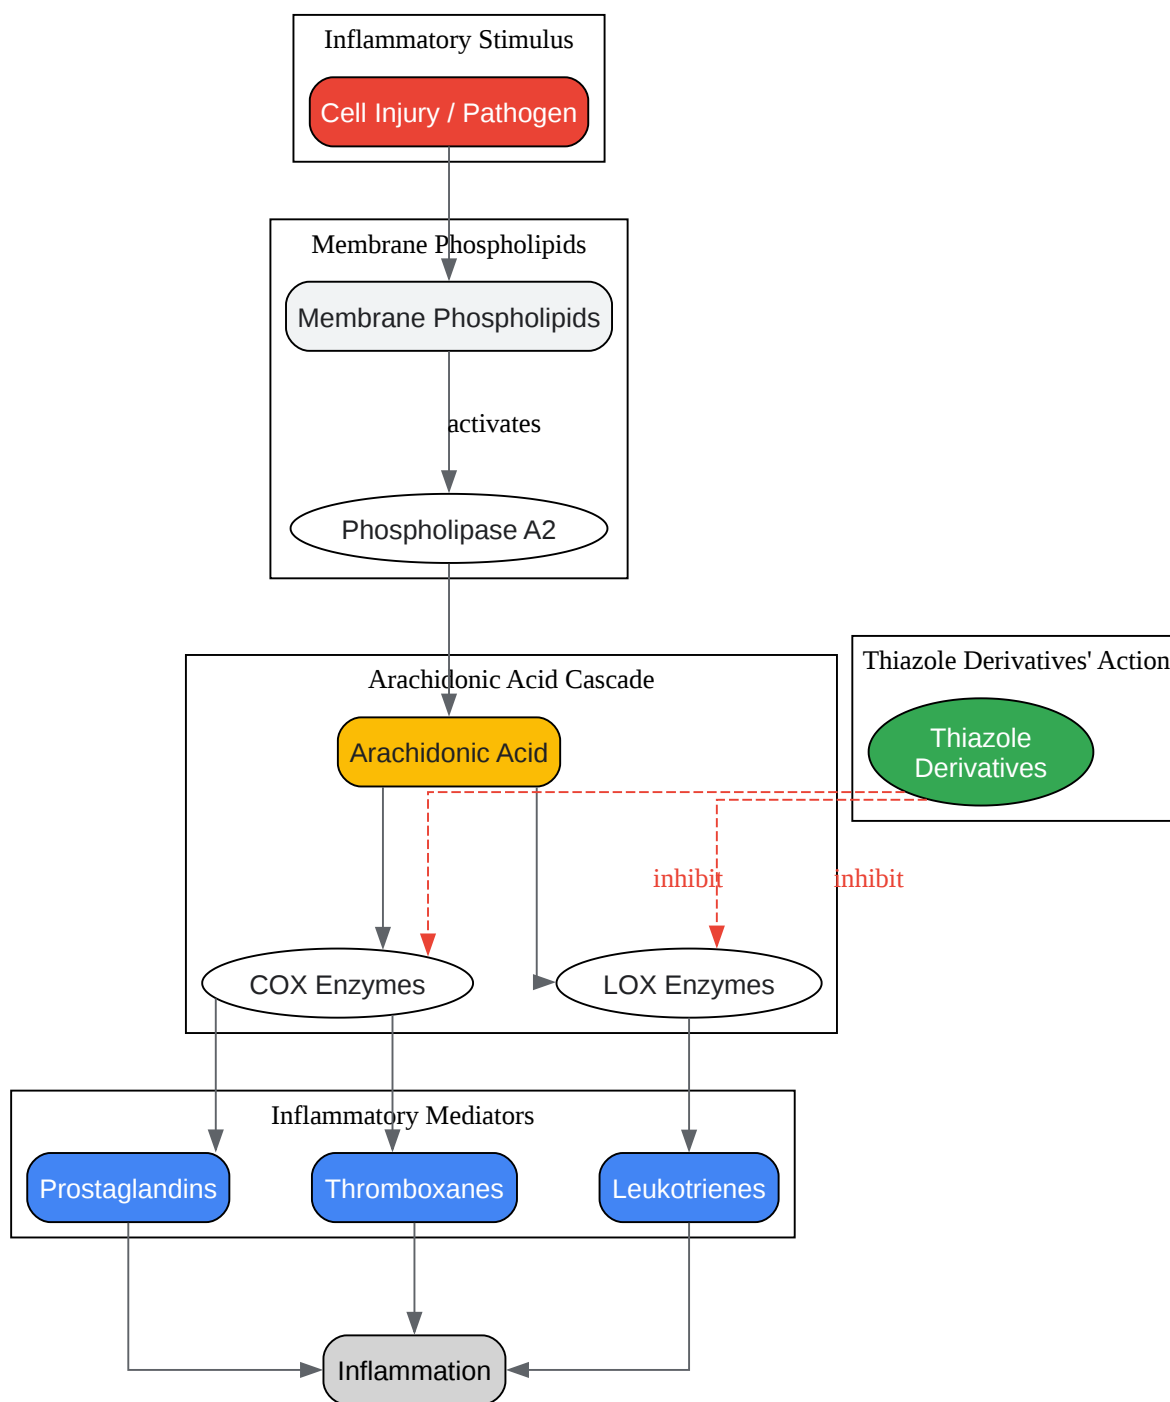 Inflammatory Stimulus
Cell Injury / Pathogen
Membrane Phospholipids
Membrane Phospholipids
activates
Phospholipase A2
Thiazole Derivatives' Action
Arachidonic Acid Cascade
Thiazole
Derivatives
Arachidonic Acid
inhibit
inhibit
COX Enzymes
LOX Enzymes
Inflammatory Mediators
Prostaglandins
Thromboxanes
Leukotrienes
Inflammation